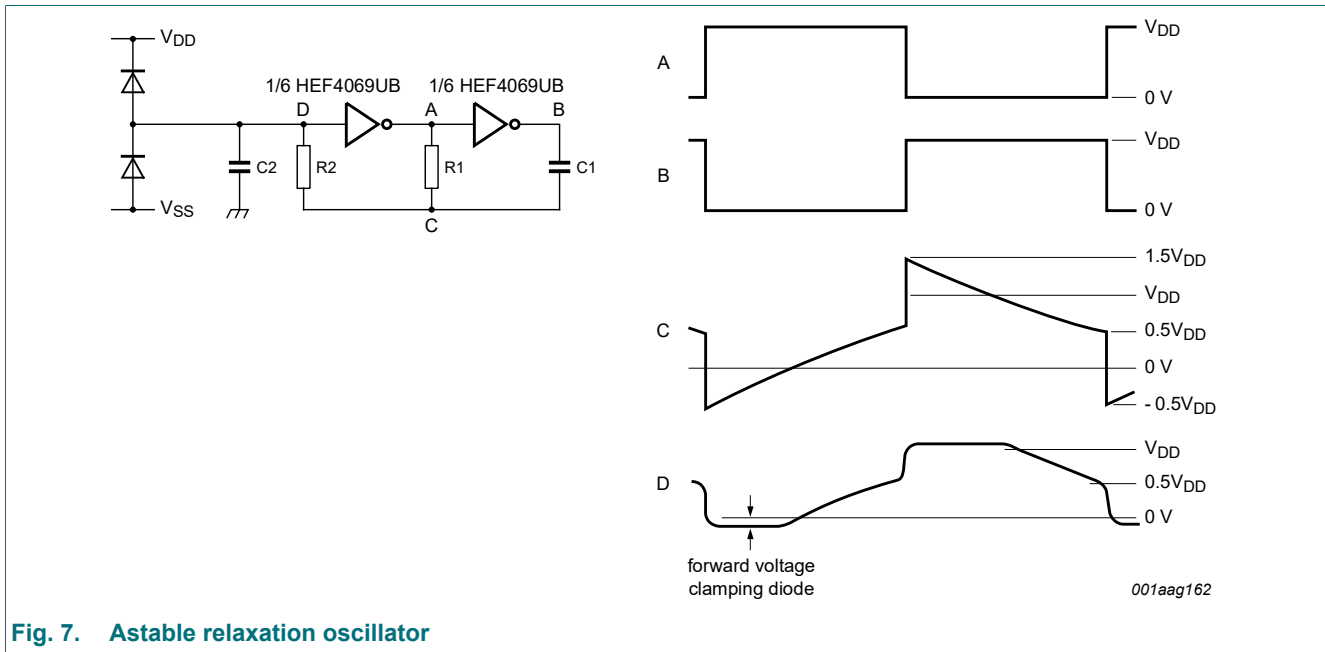 VDD
1/6 HEF4069UB 1/6 HEF4069UB
D A B
C2 R2 R1 C1
VSS
C
A
VDD
0 V
B
VDD
0 V
C
1.5VDD
VDD
0.5VDD
0 V
- 0.5VDD
D
VDD
0.5VDD
0 V
forward voltage
clamping diode
001aag162
Fig. 7. Astable relaxation oscillator